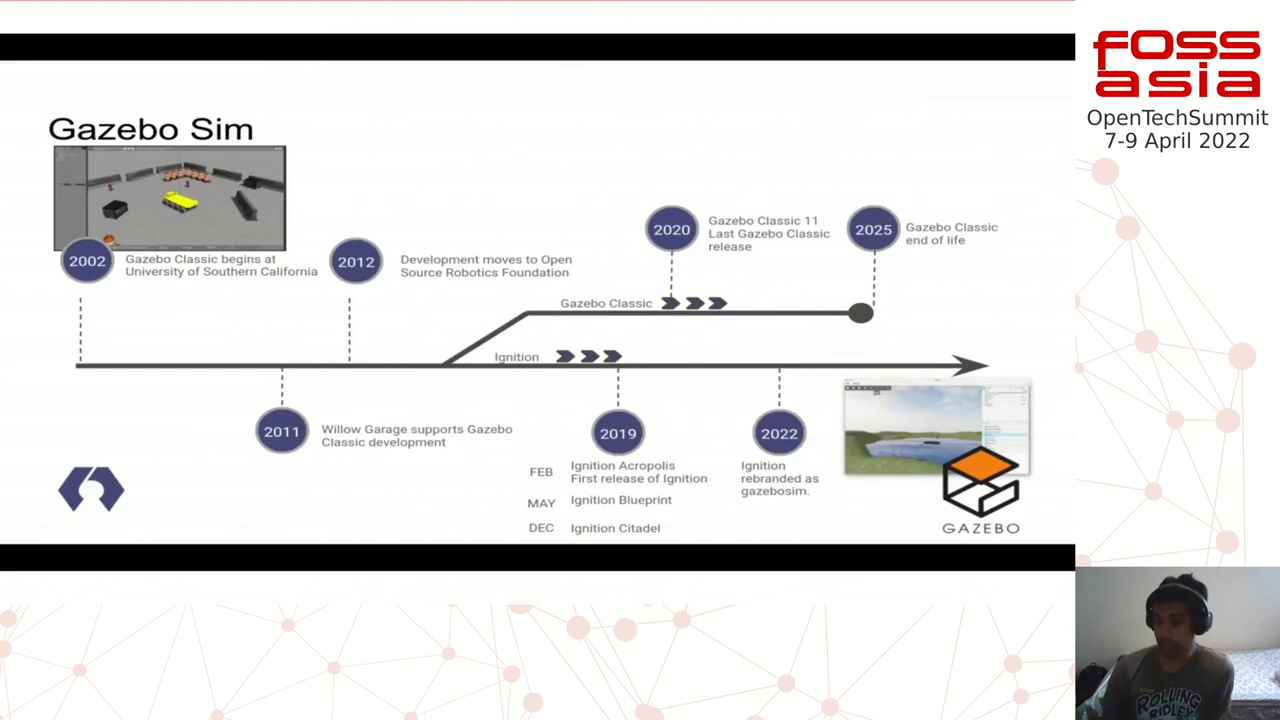 foss
asia
OpenTechSummit
7-9 April 2022
Gazebo Sim
2002
Gazebo Classic begins at
University of Southern California
2012
Development moves to Open
Source Robotics Foundation
2020
Gazebo Classic 11
Last Gazebo Classic
release
2025
Gazebo Classic
end of life
Gazebo Classic
Ignition
2011
Willow Garage supports Gazebo
Classic development
2019
FEB
Ignition Acropolis
First release of Ignition
MAY
Ignition Blueprint
DEC
Ignition Citadel
2022
Ignition
rebranded as
gazebosim.
GAZEBO
ROLLING
RIDLEY